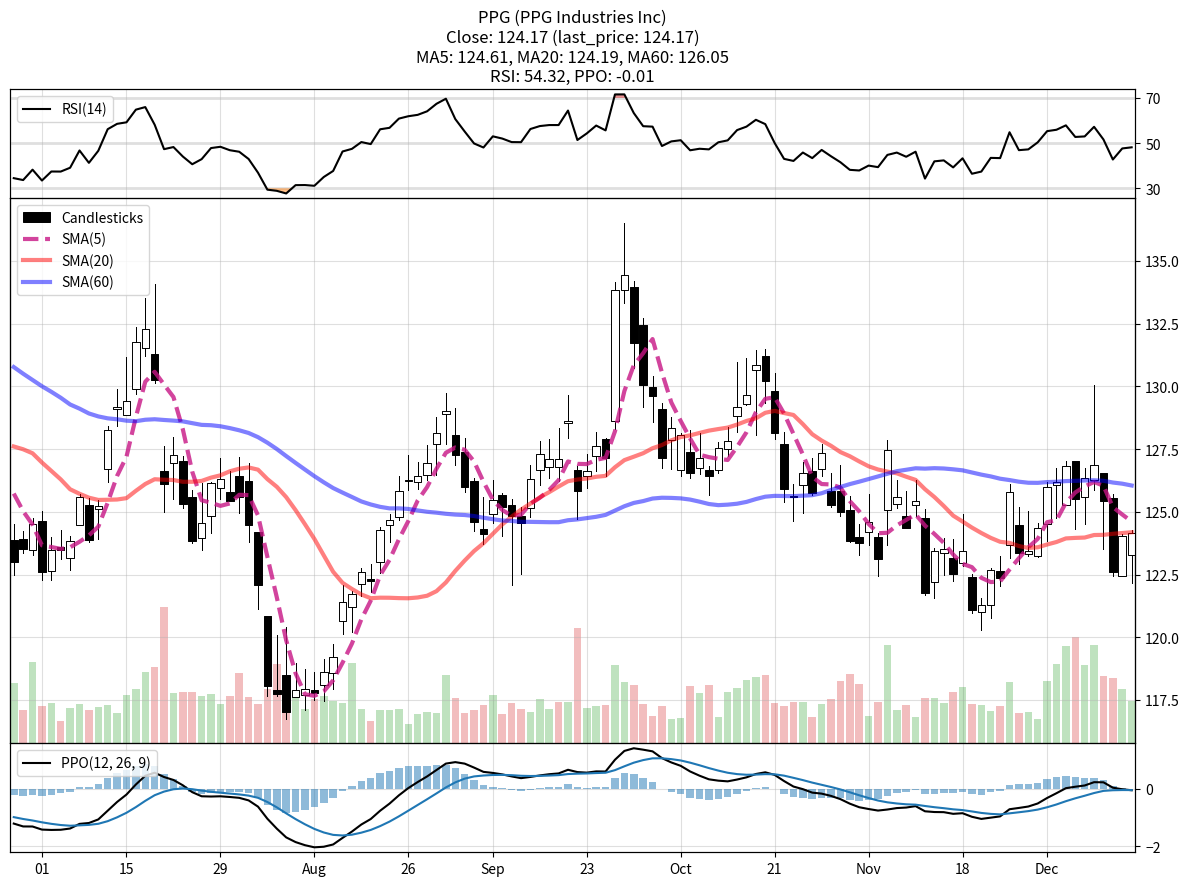 PPG (PPG Industries Inc)
Close: 124.17 (last_price: 124.17)
MA5: 124.61, MA20: 124.19, MA60: 126.05
RSI: 54.32, PPO: -0.01
RSI(14)
70
50
30
Candlesticks
SMA(5)
SMA(20)
SMA(60)
135.0
132.5
130.0
127.5
125.0
122.5
120.0
117.5
PPO(12, 26, 9)
0
−2
01 15 29 Aug 26 Sep 23 Oct 21 Nov 18 Dec